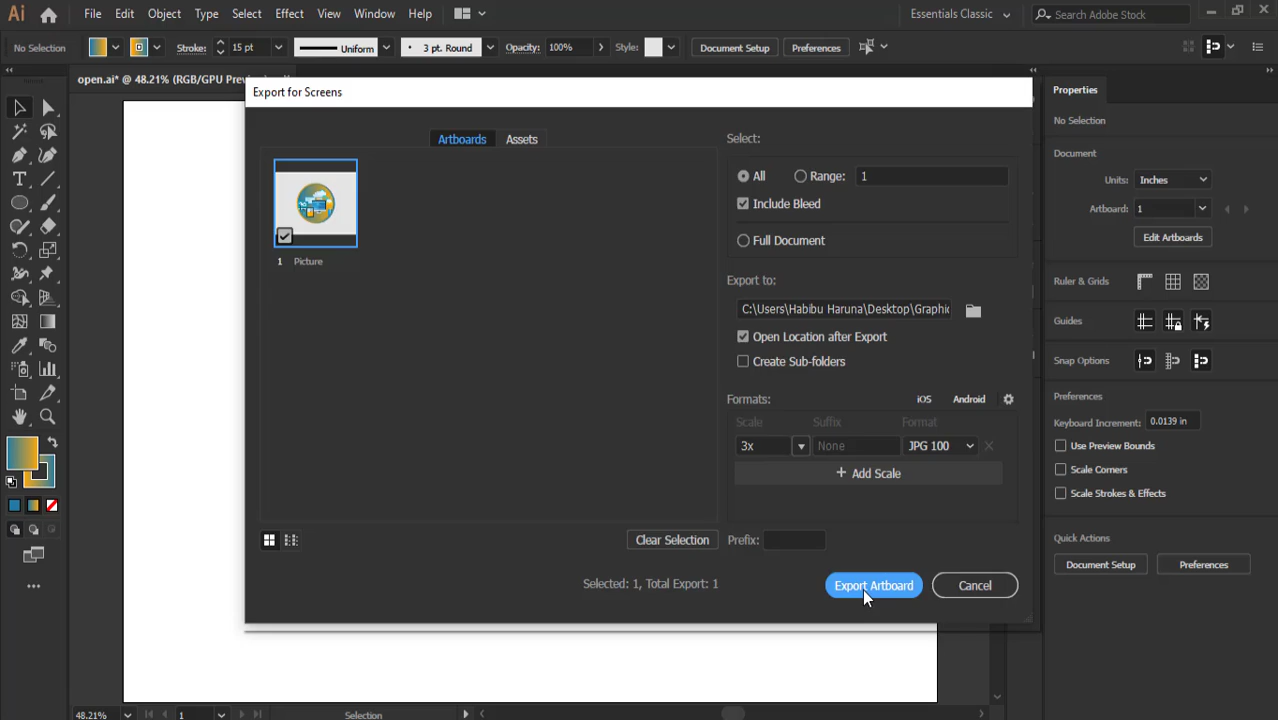 Ai File Edit Object Type Select Effect View Window Help Essentials Classic Search Adobe Stock
No Selection Stroke: 15 pt Uniform 3 pt. Round Opacity: 100% Style: Document Setup Preferences
open.ai* @ 48.21% (RGB/GPU
Properties
No Selection
Document
Units: Inches
Artboard: 1
Edit Artboards
Ruler & Grids
Guides
Snap Options
Preferences
Keyboard Increment: 0.0139 in
Use Preview Bounds
Scale Corners
Scale Strokes & Effects
Quick Actions
Document Setup Preferences
Export for Screens
Artboards Assets
1 Picture
Select:
All Range: 1
Include Bleed
Full Document
Export to:
C:\Users\Habibu Haruna\Desktop\Graphic
Open Location after Export
Create Sub-folders
Formats: iOS Android
Scale Suffix Format
3x None JPG 100
+ Add Scale
Clear Selection Prefix:
Selected: 1, Total Export: 1
Export Artboard Cancel
48.21% 1 Selection